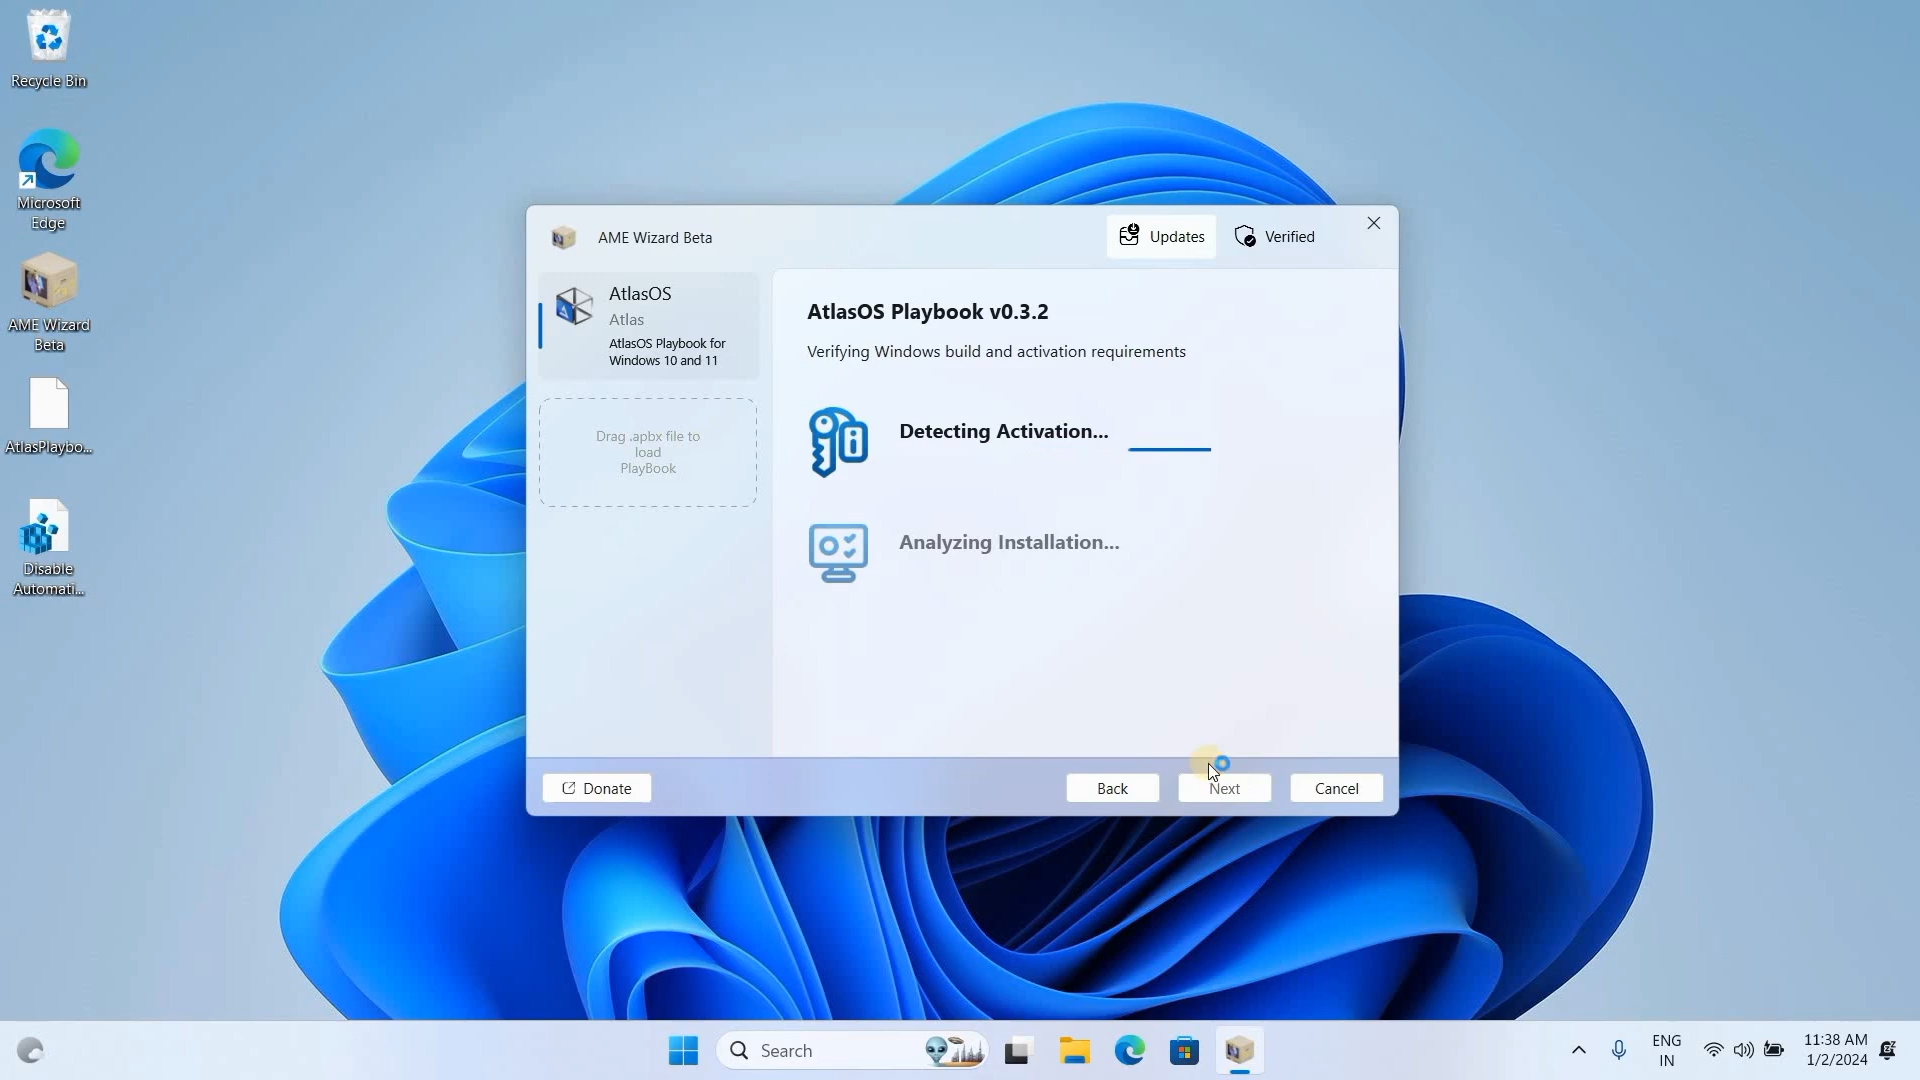 Recycle Bin
Microsoft
Edge
AME Wizard
Beta
AtlasPlaybo...
Disable
Automati...
AME Wizard Beta
Updates
Verified
AtlasOS
Atlas
AtlasOS Playbook for
Windows 10 and 11
Drag .apbx file to
load
PlayBook
AtlasOS Playbook v0.3.2
Verifying Windows build and activation requirements
Detecting Activation...
Analyzing Installation...
Donate
Back
Next
Cancel
Search
ENG
IN
11:38 AM
1/2/2024